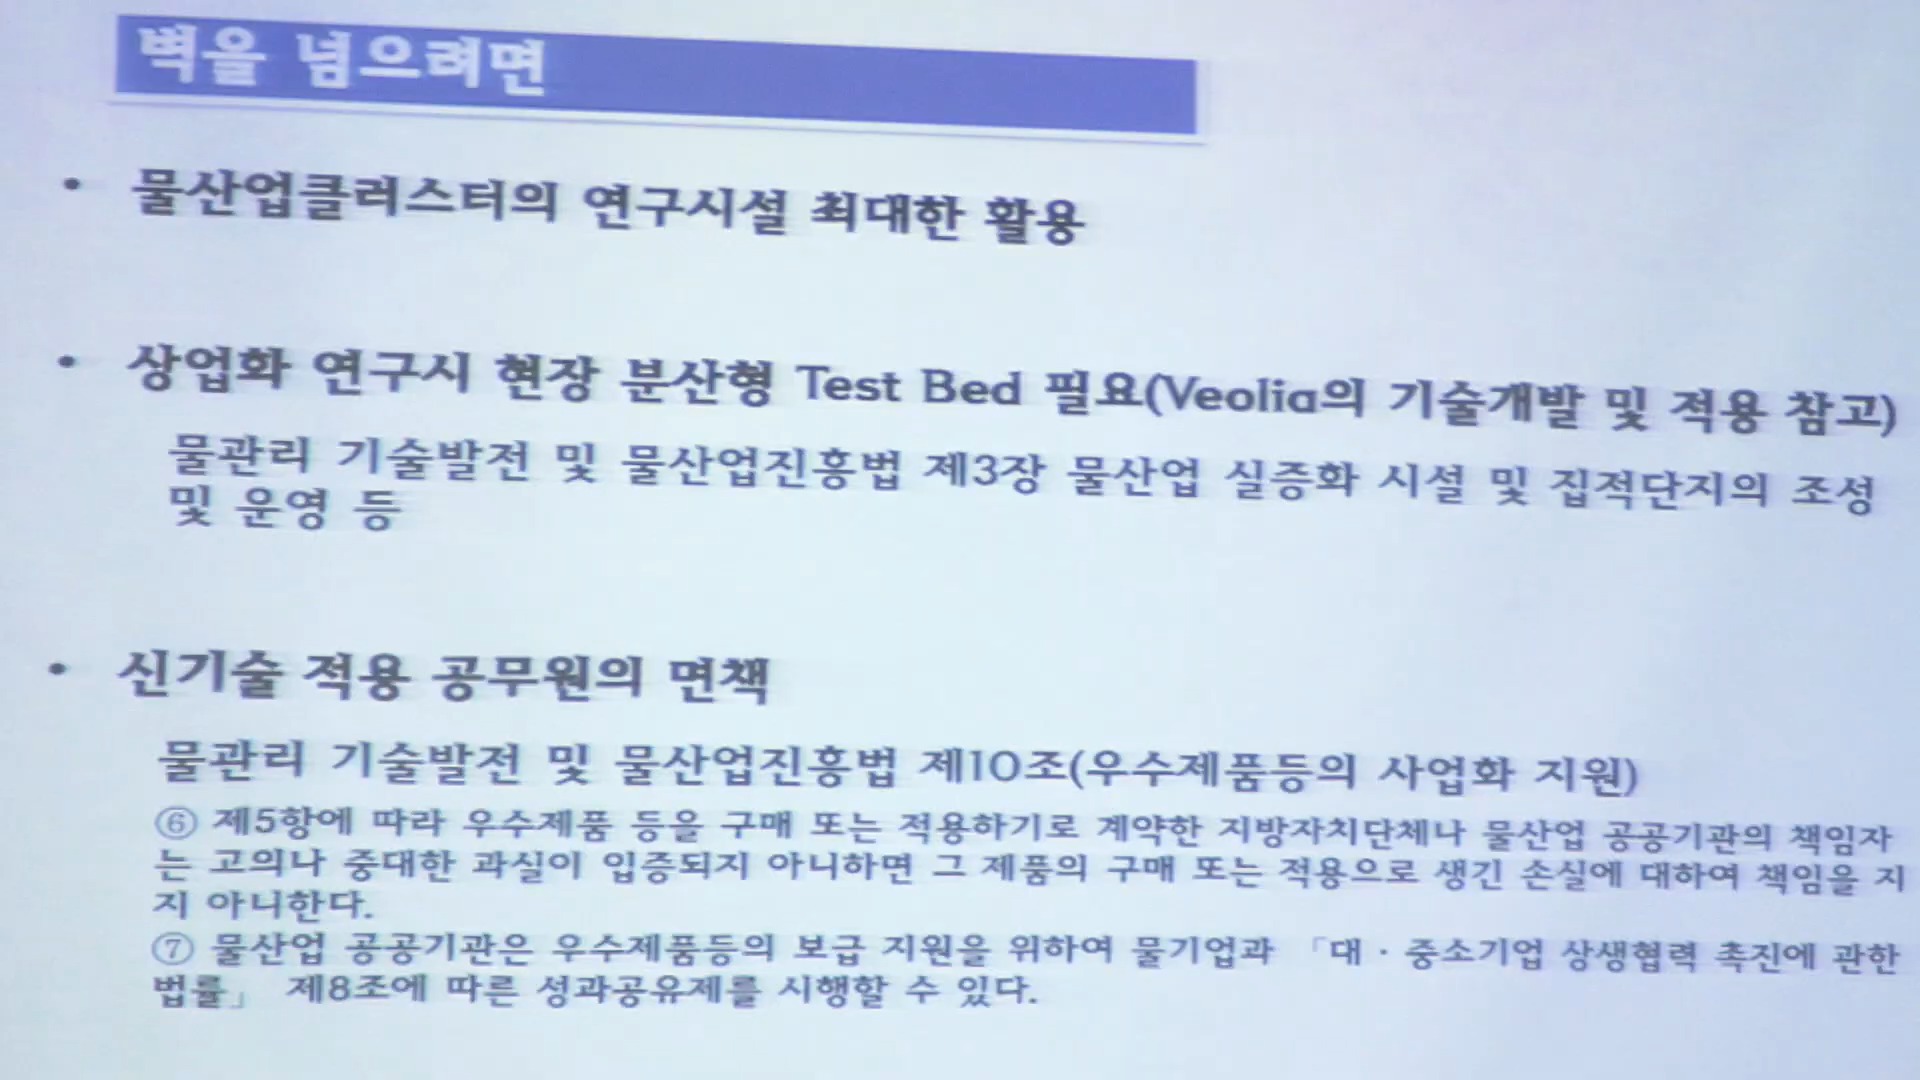 벽을 넘으려면
• 물산업클러스터의 연구시설 최대한 활용
• 상업화 연구시 현장 분산형 Test Bed 필요(Veolia의 기술개발 및 적용 참고)
물관리 기술발전 및 물산업진흥법 제3장 물산업 실증화 시설 및 집적단지의 조성
및 운영 등
• 신기술 적용 공무원의 면책
물관리 기술발전 및 물산업진흥법 제10조(우수제품등의 사업화 지원)
⑥ 제5항에 따라 우수제품 등을 구매 또는 적용하기로 계약한 지방자치단체나 물산업 공공기관의 책임자
는 고의나 중대한 과실이 입증되지 아니하면 그 제품의 구매 또는 적용으로 생긴 손실에 대하여 책임을 지
지 아니한다.
⑦ 물산업 공공기관은 우수제품등의 보급 지원을 위하여 물기업과 「대ㆍ중소기업 상생협력 촉진에 관한
법률」 제8조에 따른 성과공유제를 시행할 수 있다.